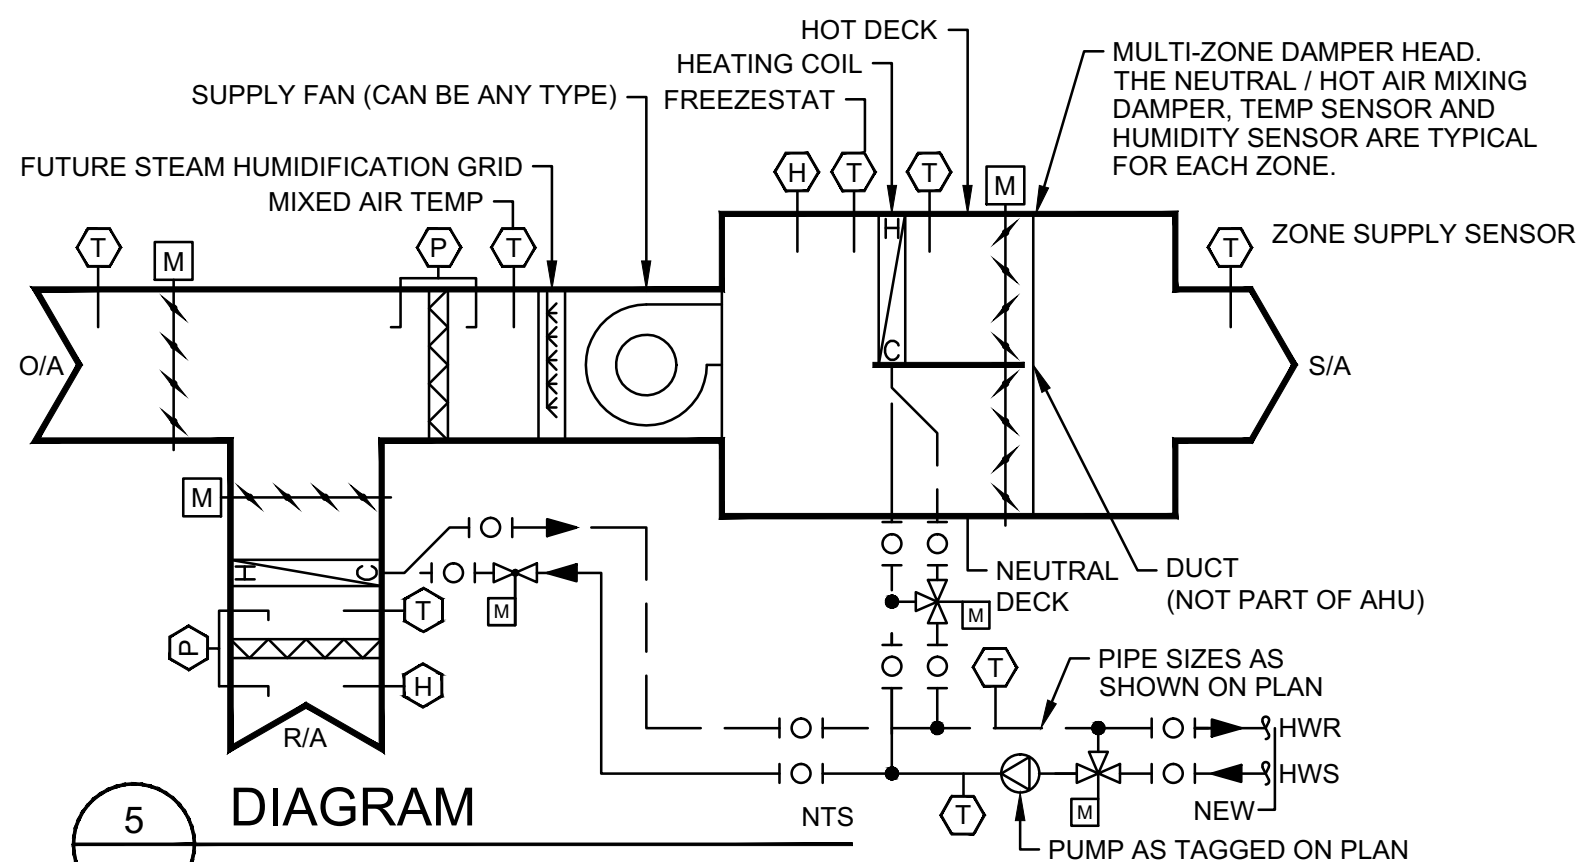 HOT DECK
HEATING COIL
FREEZESTAT
SUPPLY FAN (CAN BE ANY TYPE)
FUTURE STEAM HUMIDIFICATION GRID
MIXED AIR TEMP
MULTI-ZONE DAMPER HEAD.
THE NEUTRAL / HOT AIR MIXING
DAMPER, TEMP SENSOR AND
HUMIDITY SENSOR ARE TYPICAL
FOR EACH ZONE.
H
T
T
M
T
M
P
T
T
ZONE SUPPLY SENSOR
H
C
O/A
S/A
M
H
C
M
T
P
H
R/A
NEUTRAL
DECK
M
DUCT
(NOT PART OF AHU)
T
PIPE SIZES AS
SHOWN ON PLAN
HWR
HWS
NEW
T
M
PUMP AS TAGGED ON PLAN
5
DIAGRAM
NTS